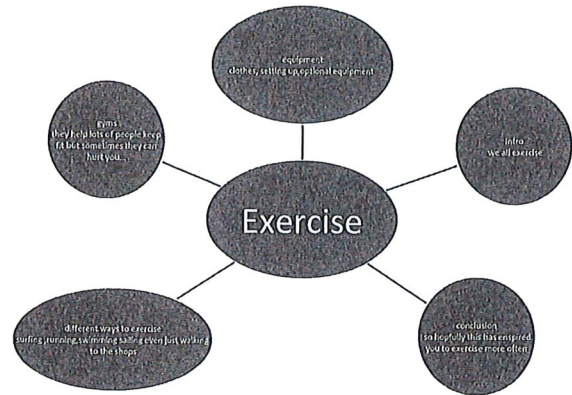 equipment
clothes, setting up,optional equipment
gyms
they help lots of people keep
fit but sometimes they can
hurt you....
intro
we all exercise
Exercise
different ways to exercise
surfing ,running,swimming sailing even just walking
to the shops
conclusion
so hopefully this has enspired
you to exercise more often